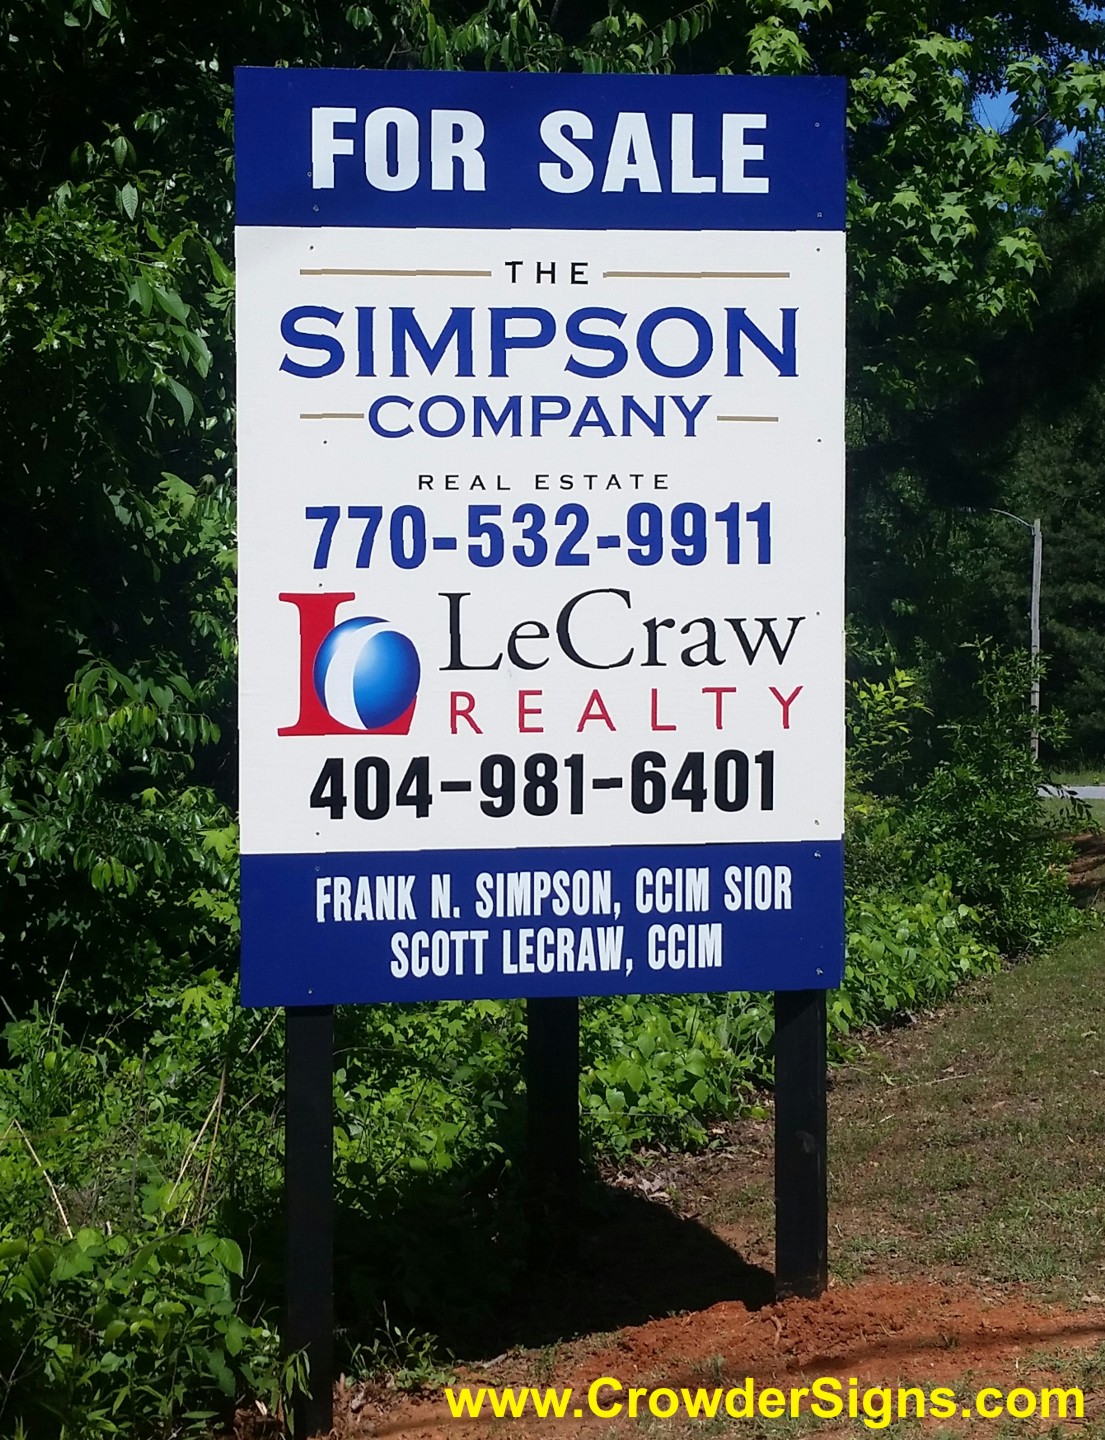 FOR SALE
THE
SIMPSON
COMPANY
REAL ESTATE
770-532-9911
LeCraw
REALTY
404-981-6401
FRANK N. SIMPSON, CCIM SIOR
SCOTT LECRAW, CCIM
www.CrowderSigns.com